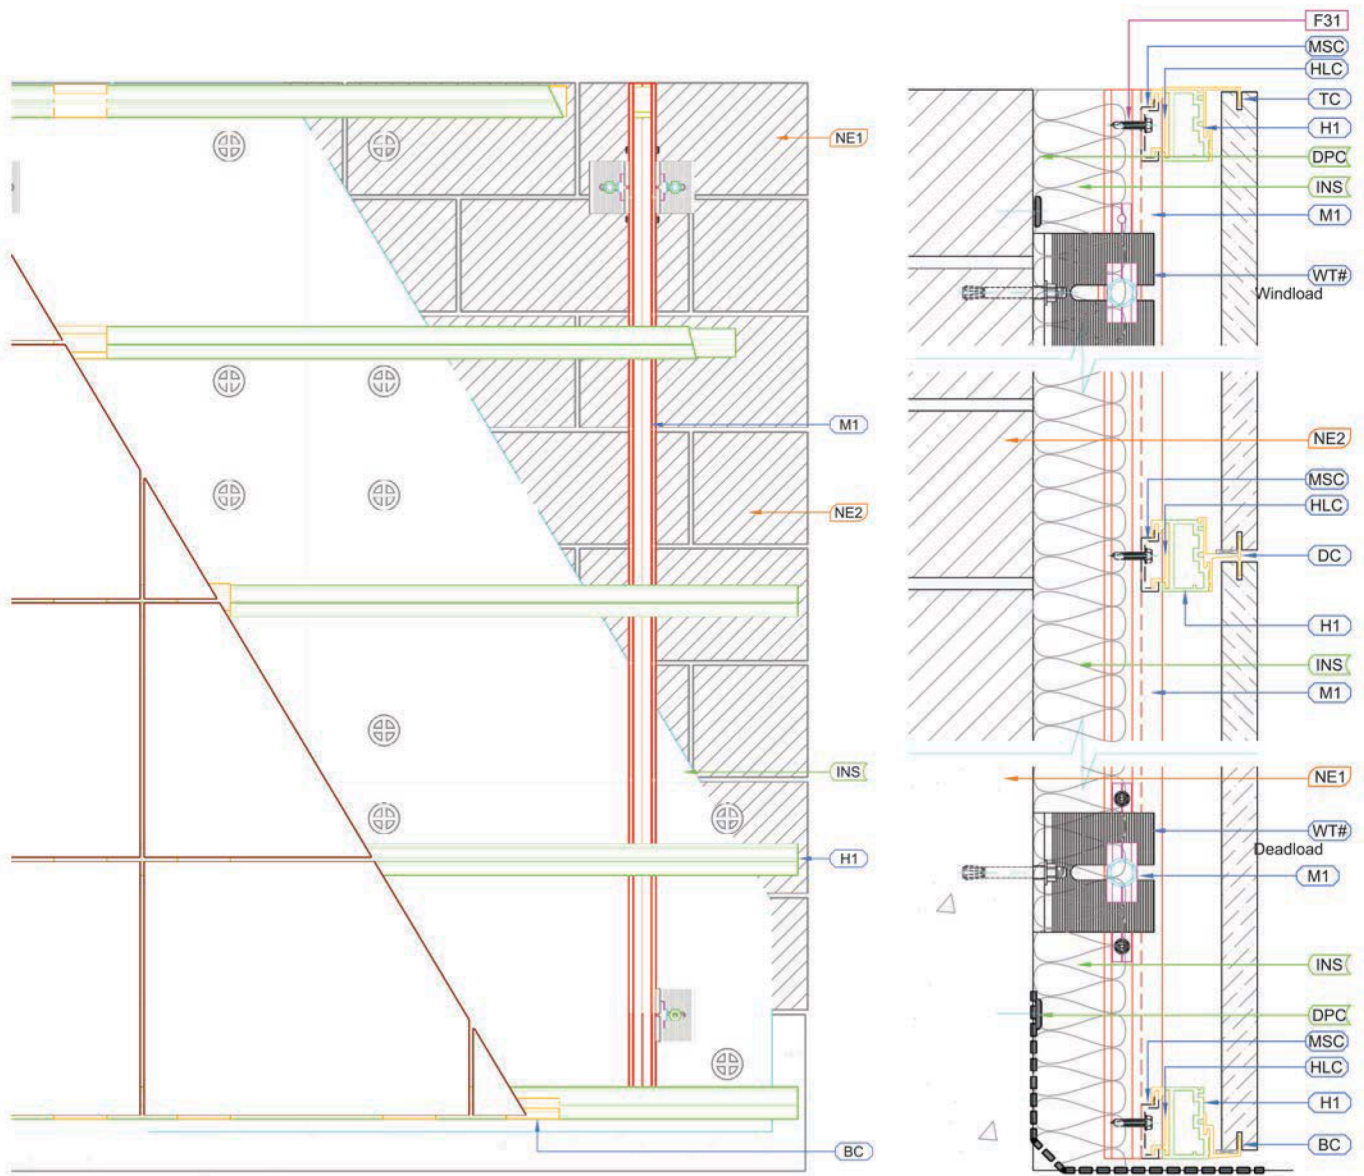 NE1
M1
NE2
INS
H1
BC
F31
MSC
HLC
TC
H1
DPC
INS
M1
WT#
Windload
NE2
MSC
HLC
DC
H1
INS
M1
NE1
WT#
Deadload
M1
INS
DPC
MSC
HLC
H1
BC